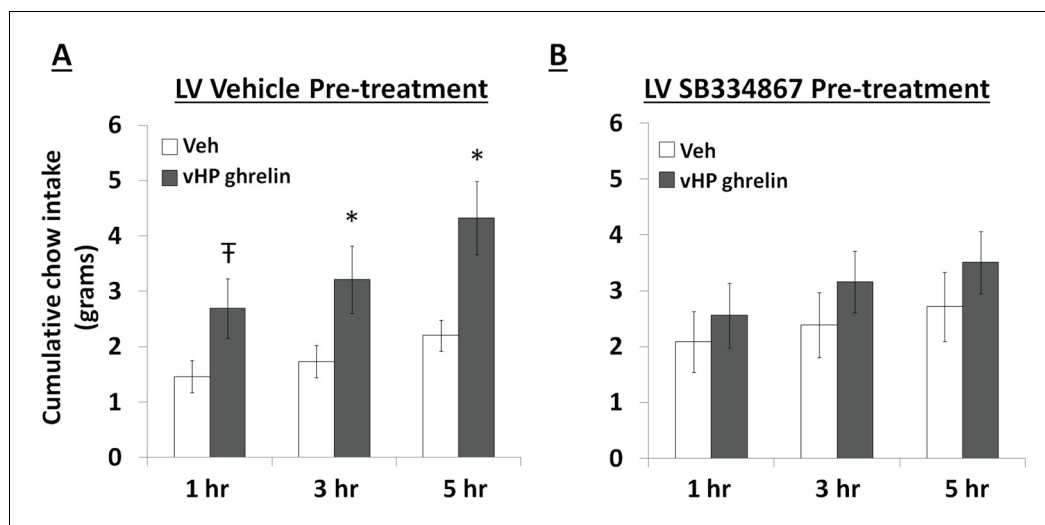 A
LV Vehicle Pre-treatment
Cumulative chow intake
(grams)
6
5
4
3
2
1
0
Veh
vHP ghrelin
Ŧ
*
*
1 hr
3 hr
5 hr
B
LV SB334867 Pre-treatment
6
5
4
3
2
1
0
Veh
vHP ghrelin
1 hr
3 hr
5 hr